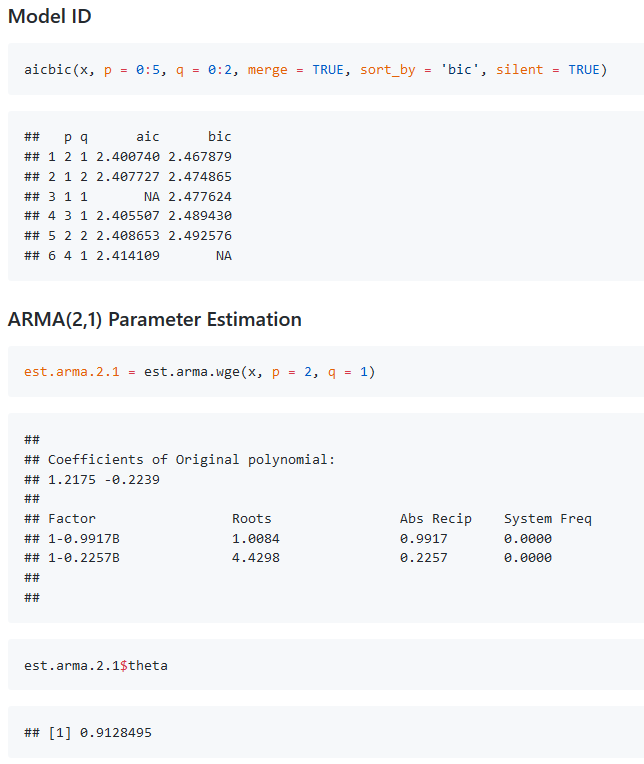 Model ID
aicbic(x, p = 0:5, q = 0:2, merge = TRUE, sort_by = 'bic', silent = TRUE)
##   p q      aic      bic
## 1 2 1 2.400740 2.467879
## 2 1 2 2.407727 2.474865
## 3 1 1       NA 2.477624
## 4 3 1 2.405507 2.489430
## 5 2 2 2.408653 2.492576
## 6 4 1 2.414109       NA
ARMA(2,1) Parameter Estimation
est.arma.2.1 = est.arma.wge(x, p = 2, q = 1)
##
## Coefficients of Original polynomial:
## 1.2175 -0.2239
##
## Factor                 Roots                Abs Recip    System Freq
## 1-0.9917B              1.0084               0.9917       0.0000
## 1-0.2257B              4.4298               0.2257       0.0000
##
##
est.arma.2.1$theta
## [1] 0.9128495